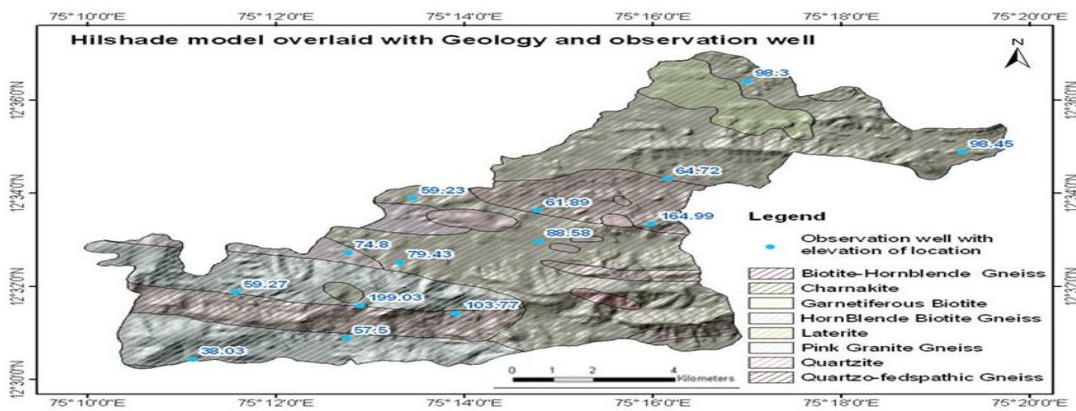 75° 10'0"E 75° 12'0"E 75° 14'0"E 75° 16'0"E 75° 18'0"E 75° 20'0"E
Hilshade model overlaid with Geology and observation well
N
98.3
12°36'0"N 12°36'0"N
98.45
64.72
12°34'0"N 12°34'0"N
59.23
61.89
164.99
Legend
88.58
Observation well with
elevation of location
74.8
79.43
Biotite-Hornblende Gneiss
12°32'0"N 12°32'0"N
59.27
Charnakite
199.03
Garnetiferous Biotite
103.77
HornBlende Biotite Gneiss
Laterite
57.5
Pink Granite Gneiss
38.03
Quartzite
12°30'0"N
0 1 2 4
Kilometers
Quartzo-fedspathic Gneiss
75° 10'0"E 75° 12'0"E 75° 14'0"E 75° 16'0"E 75° 18'0"E 75° 20'0"E